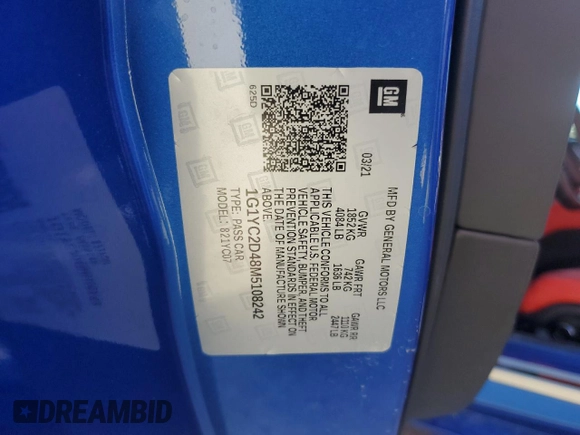 MFD BY GENERAL MOTORS LLC
03/21
GVWR GAWR FRT GAWR RR
1852 KG 742 KG 1110 KG
4084 LB 1636 LB 2447 LB
THIS VEHICLE CONFORMS TO ALL
APPLICABLE U.S. FEDERAL MOTOR
VEHICLE SAFETY, BUMPER, AND THEFT
PREVENTION STANDARDS IN EFFECT ON
THE DATE OF MANUFACTURE SHOWN
ABOVE.
1G1YC2D48M5108242
TYPE: PASS CAR
MODEL: 821YC07
625D
GM
DREAMBID